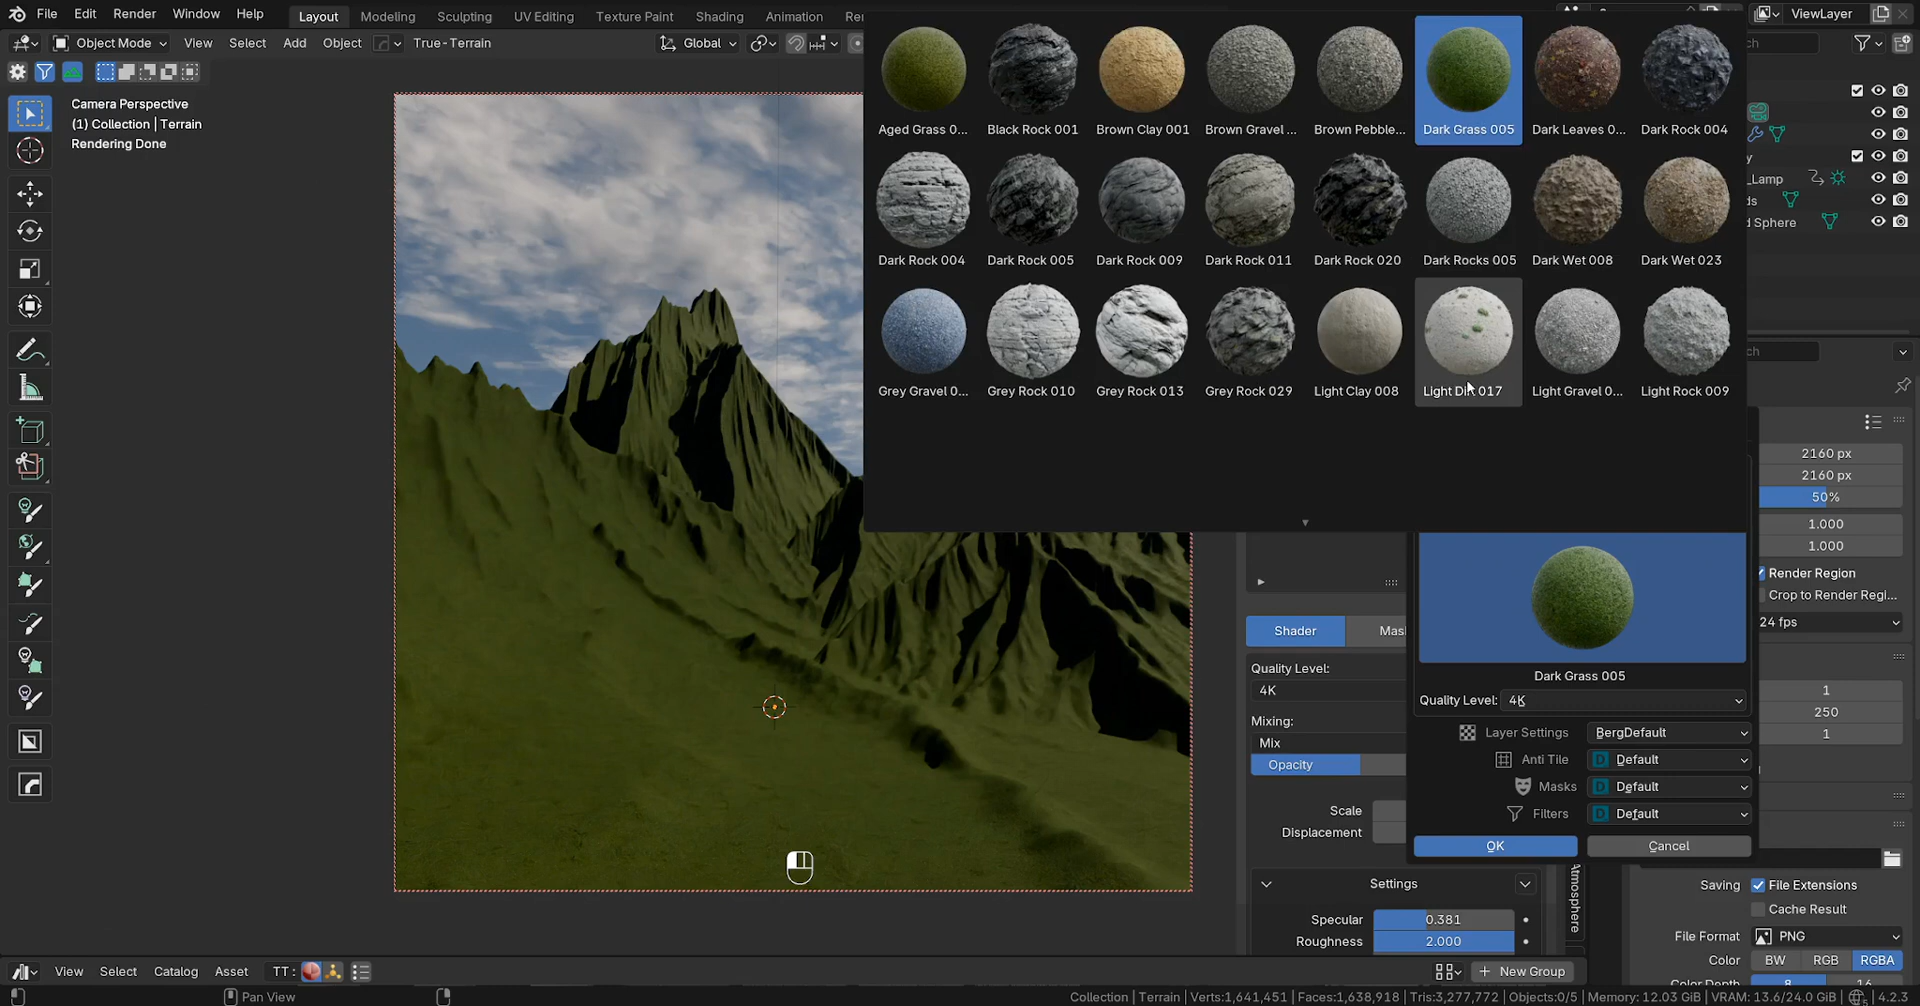 File Edit Render Window Help Layout Modeling Sculpting UV Editing Texture Paint Shading Animation ViewLayer
Object Mode View Select Add Object True-Terrain Global
Camera Perspective
(1) Collection | Terrain
Rendering Done
Aged Grass 0... Black Rock 001 Brown Clay 001 Brown Gravel ... Brown Pebble... Dark Grass 005 Dark Leaves 0... Dark Rock 004
Dark Rock 004 Dark Rock 005 Dark Rock 009 Dark Rock 011 Dark Rock 020 Dark Rocks 005 Dark Wet 008 Dark Wet 023
Grey Gravel 0... Grey Rock 010 Grey Rock 013 Grey Rock 029 Light Clay 008 Light Gravel 0... Light Rock 009
_Lamp
d Sphere
2160 px
2160 px
50%
1.000
1.000
Render Region
Crop to Render Regi...
24 fps
Shader
Quality Level:
4K
Mixing:
Mix
Opacity
Scale
Displacement
Settings
Specular 0.381
Roughness 2.000
Dark Grass 005
Quality Level: 4K
Layer Settings BergDefault
Anti Tile Default
Masks Default
Filters Default
OK Cancel
1
250
1
Atmosphere
Saving File Extensions
Cache Result
File Format PNG
Color BW RGB RGBA
Color Depth 8 16
View Select Catalog Asset TT: New Group
Pan View
Collection | Terrain | Verts:1,641,451 | Faces:1,638,918 | Tris:3,277,772 | Objects:0/5 | Memory: 12.03 GiB | VRAM: 13.6/24.0 GiB | 4.2.3